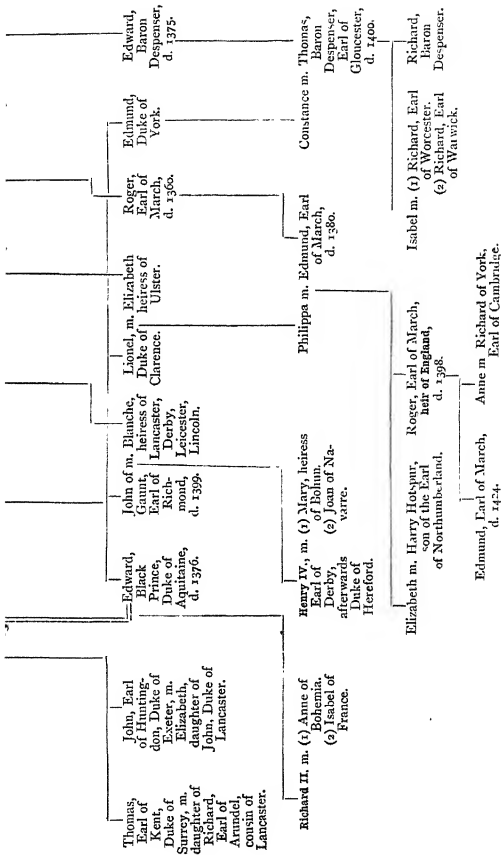 Thomas,
Earl of
Kent,
Duke of
Surrey, m.
daughter of
Richard,
Earl of
Arundel,
cousin of
Lancaster.
John, Earl
of Hunting-
don, Duke of
Exeter, m.
Elizabeth,
daughter of
John, Duke of
Lancaster.
Edward,
Black
Prince,
Duke of
Aquitaine,
d. 1376.
John of m. Blanche,
Gaunt, heiress of
Earl of Lancaster,
Rich- Derby,
mond, Leicester,
d. 1399. Lincoln.
Lionel, m. Elizabeth
Duke of heiress of
Clarence. Ulster.
Roger,
Earl of
March,
d. 1360.
Edmund,
Duke of
York.
Edward,
Baron
Despenser,
d. 1375.
Richard II, m. (1) Anne of
Bohemia.
(2) Isabel of
France.
Henry IV., m. (1) Mary, heiress
Earl of of Bohun.
Derby, (2) Joan of Na-
afterwards varre.
Duke of
Hereford.
Philippa m. Edmund, Earl
of March,
d. 1380.
Constance m. Thomas,
Baron
Despenser,
Earl of
Gloucester,
d. 1400.
Elizabeth m. Harry Hotspur,
son of the Earl
of Northumberland.
Roger, Earl of March,
heir of England,
d. 1398.
Isabel m. (1) Richard, Earl
of Worcester.
(2) Richard, Earl
of Warwick.
Richard,
Baron
Despenser.
Edmund, Earl of March,
d. 1424.
Anne m Richard of York,
Earl of Cambridge.